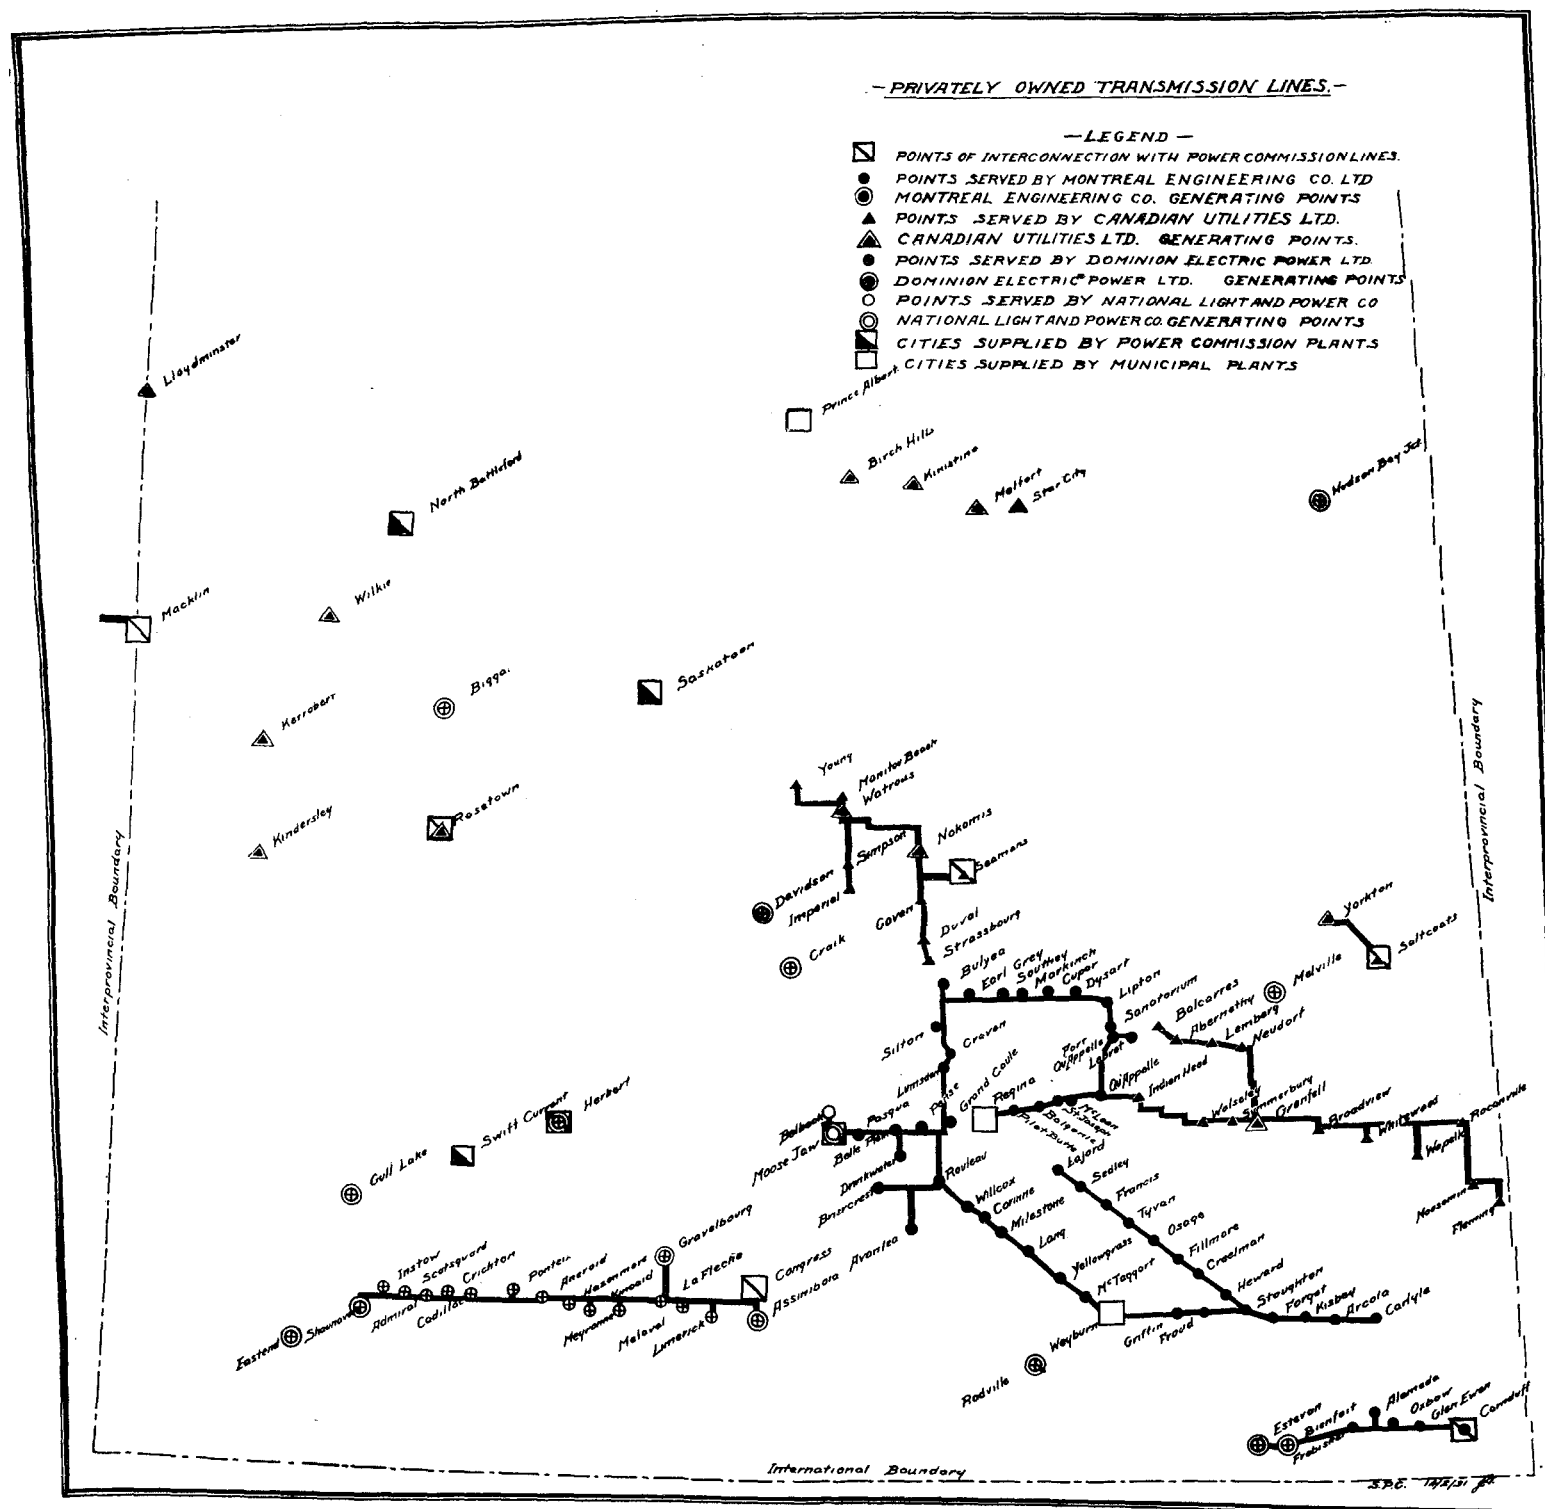 - PRIVATELY OWNED TRANSMISSION LINES. -
- LEGEND -
POINTS OF INTERCONNECTION WITH POWER COMMISSION LINES.
POINTS SERVED BY MONTREAL ENGINEERING CO. LTD
MONTREAL ENGINEERING CO. GENERATING POINTS
POINTS SERVED BY CANADIAN UTILITIES LTD.
CANADIAN UTILITIES LTD. GENERATING POINTS.
POINTS SERVED BY DOMINION ELECTRIC POWER LTD.
DOMINION ELECTRIC POWER LTD. GENERATING POINTS
POINTS SERVED BY NATIONAL LIGHT AND POWER CO
NATIONAL LIGHT AND POWER CO. GENERATING POINTS
CITIES SUPPLIED BY POWER COMMISSION PLANTS
CITIES SUPPLIED BY MUNICIPAL PLANTS
Lloydminster
Prince Albert
Birch Hills
Kinistino
Melfort
Star City
Hudson Bay Jct
North Battleford
Macklin
Wilkie
Saskatoon
Biggar
Kerrobert
Interprovincial Boundary
Young
Manitou Beach
Watrous
Rosetown
Kindersley
Simpson
Nokomis
Semans
Davidson
Imperial
Govan
Duval
Strassbourg
Craik
Yorkton
Saltcoats
Interprovincial Boundary
Bulyea
Earl Grey
Southey
Markinch
Cupar
Dysart
Lipton
Sanatorium
Melville
Balcarres
Abernethy
Lemberg
Neudorf
Silton
Craven
Lumsden
Fort
Qu'Appelle
Lebret
Qu'Appelle
Indian Head
Wolseley
Summerbury
Grenfell
Broadview
Whitewood
Wapella
Rocanville
Moosomin
Fleming
Pense
Grand Coule
Regina
Pilot Butte
Balgonie
St Joseph
McLean
Pasqua
Moose Jaw
Belle Plain
Drinkwater
Briercrest
Rouleau
Avonlea
Swift Current
Herbert
Gull Lake
Lajord
Sedley
Francis
Tyvan
Osage
Fillmore
Creelman
Heward
Stoughton
Forget
Kisbey
Arcola
Carlyle
Willcox
Corinne
Milestone
Lang
Yellowgrass
McTaggart
Weyburn
Griffin
Froud
Radville
Gravelbourg
Instow
Scotsguard
Crichton
Ponteix
Aneroid
Hazenmore
Kincaid
La Fleche
Congress
Assiniboia
Eastend
Shaunavon
Admiral
Cadillac
Meyronne
Melaval
Limerick
Estevan
Bienfait
Frobisher
Alameda
Oxbow
Glen Ewen
Carnduff
International Boundary